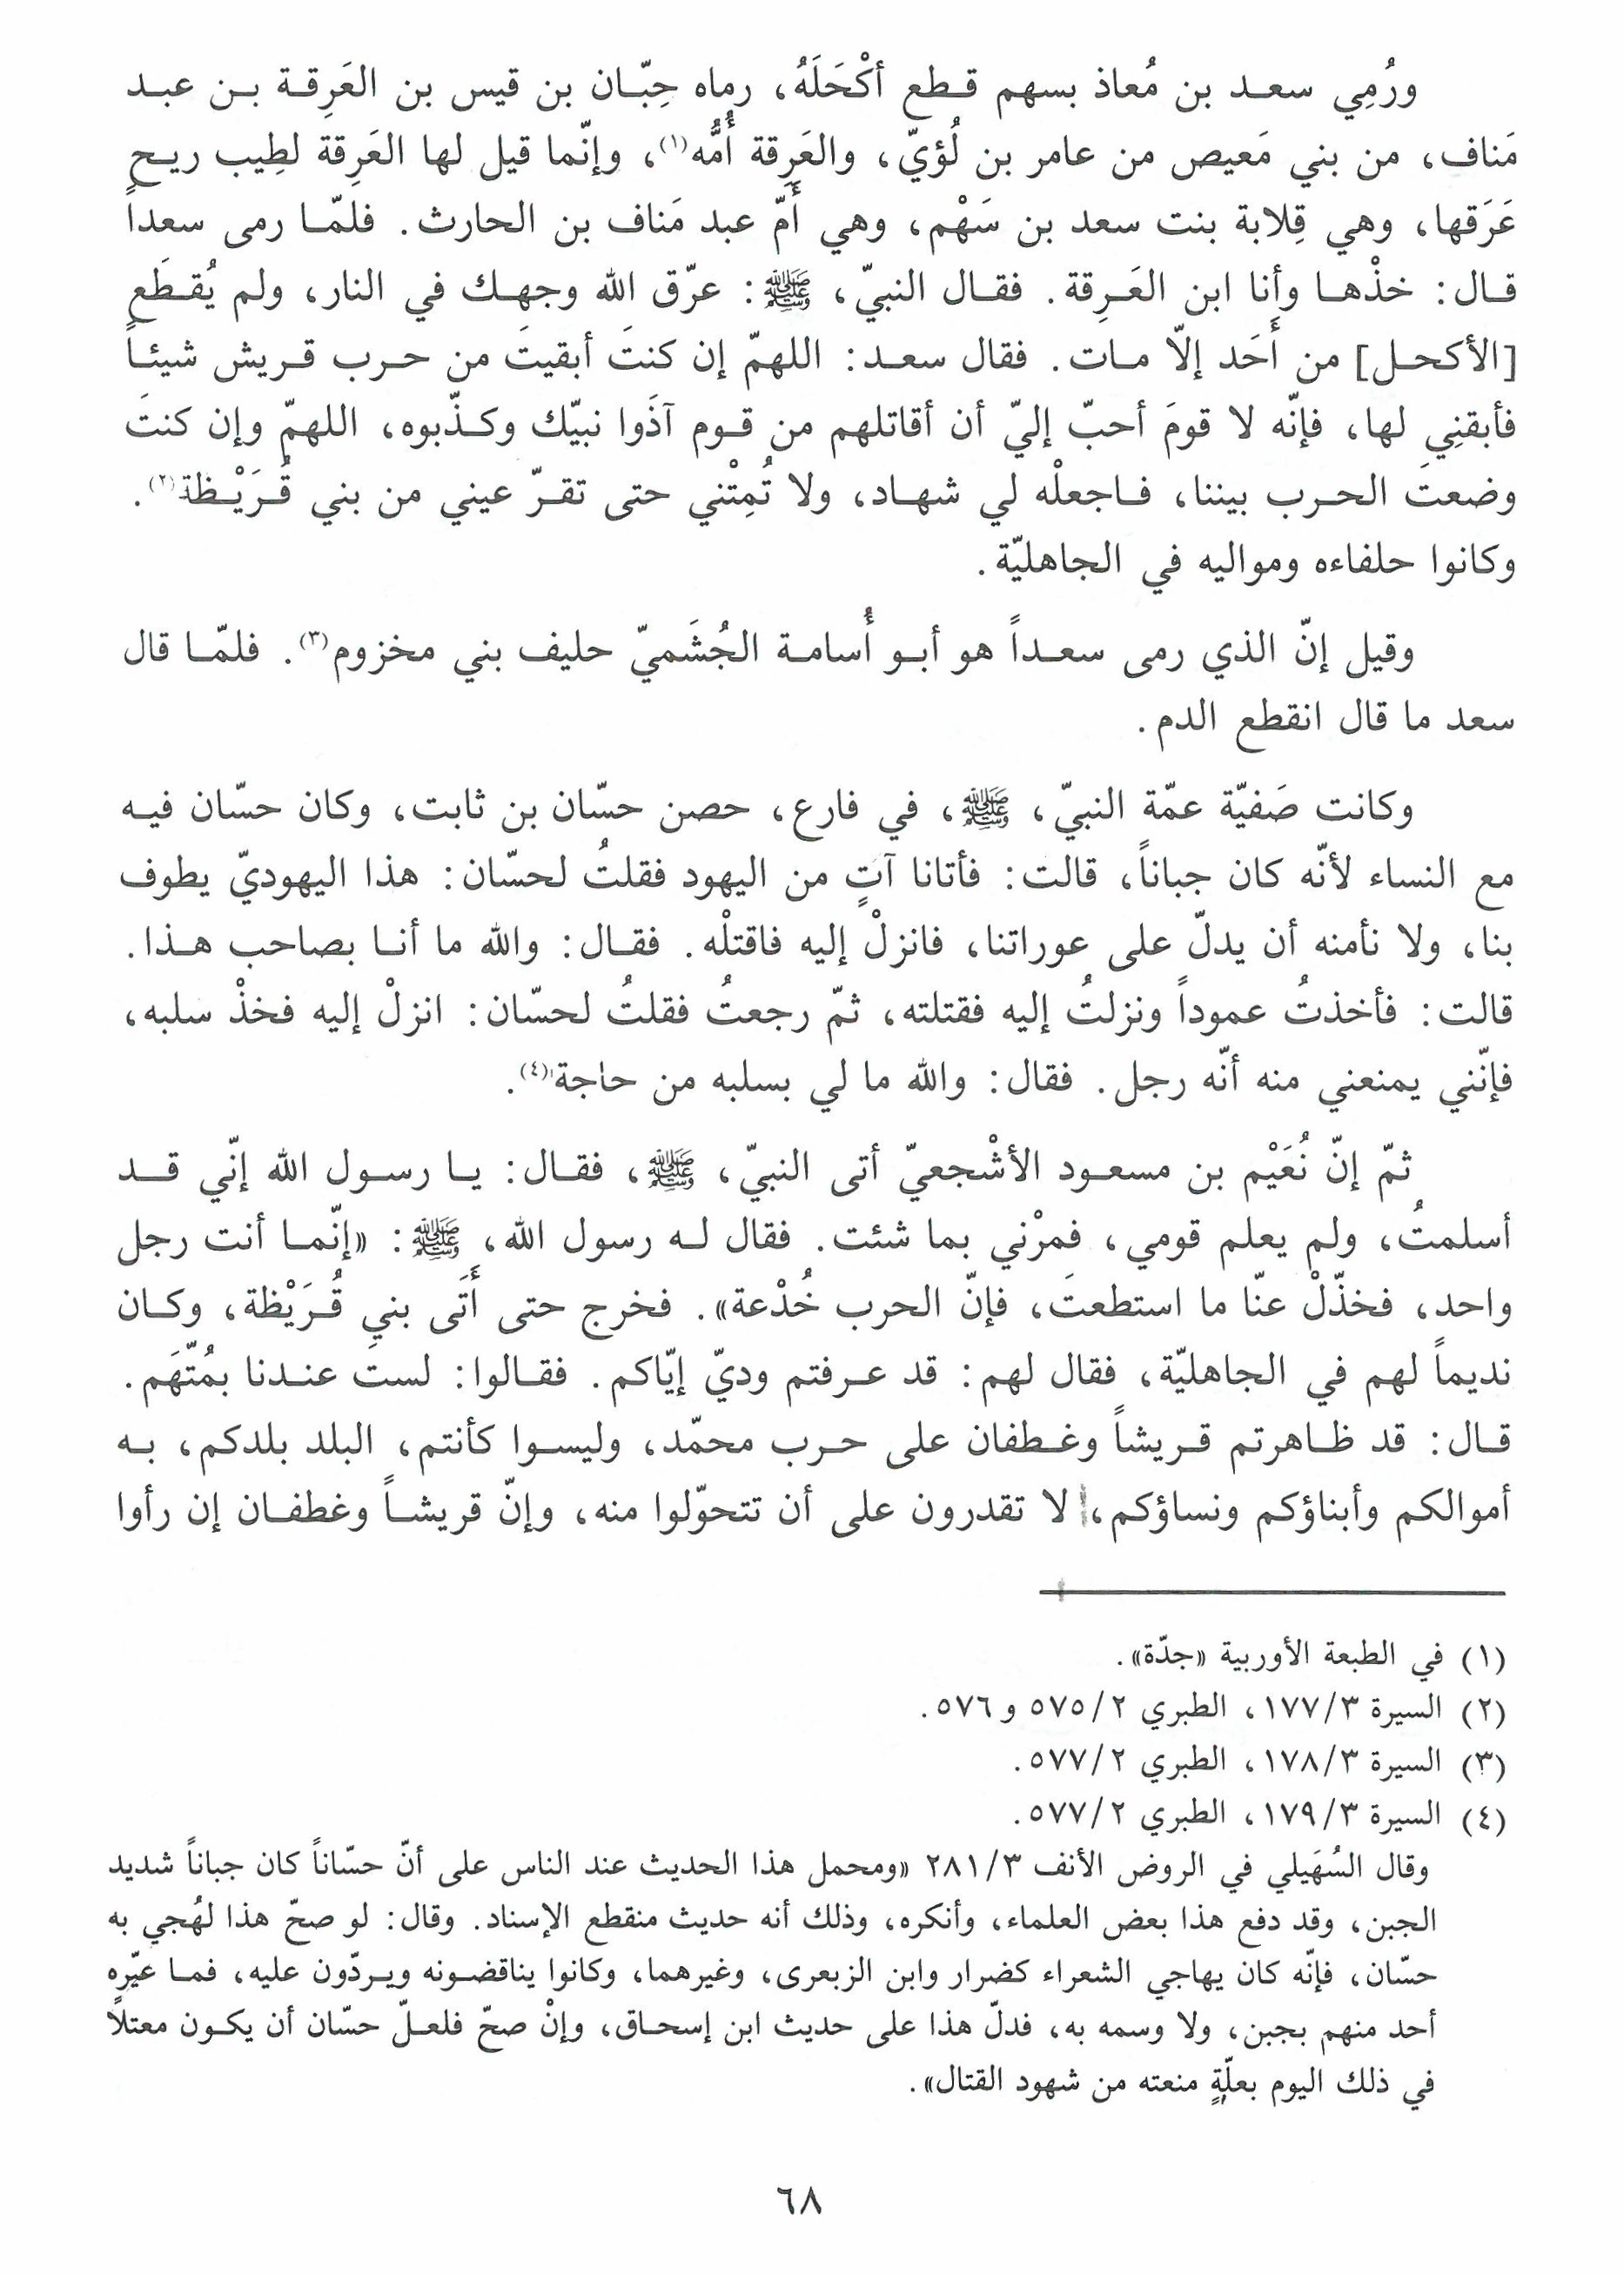 ورُمِي سعد بن مُعاذ بسهم قطع أكْحَلَهُ، رماه حِبّان بن قيس بن العَرِقة بن عبد
مَناف، من بني مَعيص من عامر بن لُؤيّ، والعَرِقة أُمُّه(١)، وإنّما قيل لها العَرِقة لطِيب ريح
عَرَقها، وهي قِلابة بنت سعد بن سَهْم، وهي أَمّ عبد مَناف بن الحارث. فلمّا رمى سعداً
قال: خذْها وأنا ابن العَرِقة. فقال النبيّ، ﷺ: عرّق الله وجهك في النار، ولم يُقطَع
[الأكحل] من أَحَد إلاّ مات. فقال سعد: اللهمّ إن كنتَ أبقيتَ من حرب قريش شيئاً
فأبقنِي لها، فإنّه لا قومَ أحبّ إليّ أن أقاتلهم من قوم آذَوا نبيّك وكذّبوه، اللهمّ وإن كنتَ
وضعتَ الحرب بيننا، فاجعلْه لي شهاد، ولا تُمِتْني حتى تقرّ عيني من بني قُرَيْظة(٢).
وكانوا حلفاءه ومواليه في الجاهليّة.
وقيل إنّ الذي رمى سعداً هو أبو أُسامة الجُشَميّ حليف بني مخزوم(٣). فلمّا قال
سعد ما قال انقطع الدم.
وكانت صَفيّة عمّة النبيّ، ﷺ، في فارع، حصن حسّان بن ثابت، وكان حسّان فيه
مع النساء لأنّه كان جباناً، قالت: فأتانا آتٍ من اليهود فقلتُ لحسّان: هذا اليهوديّ يطوف
بنا، ولا نأمنه أن يدلّ على عوراتنا، فانزلْ إليه فاقتلْه. فقال: والله ما أنا بصاحب هذا.
قالت: فأخذتُ عموداً ونزلتُ إليه فقتلته، ثمّ رجعتُ فقلتُ لحسّان: انزلْ إليه فخذْ سلبه،
فإنّني يمنعني منه أنّه رجل. فقال: والله ما لي بسلبه من حاجة(٤).
ثمّ إنّ نُعَيْم بن مسعود الأشْجعيّ أتى النبيّ، ﷺ، فقال: يا رسول الله إنّي قد
أسلمتُ، ولم يعلم قومي، فمرْني بما شئت. فقال له رسول الله، ﷺ: «إنّما أنت رجل
واحد، فخذّلْ عنّا ما استطعتَ، فإنّ الحرب خُدْعة». فخرج حتى أَتَى بنيِ قُرَيْظة، وكان
نديماً لهم في الجاهليّة، فقال لهم: قد عرفتم وديّ إيّاكم. فقالوا: لستَ عندنا بمُتّهَم.
قال: قد ظاهرتم قريشاً وغطفان على حرب محمّد، وليسوا كأنتم، البلد بلدكم، به
أموالكم وأبناؤكم ونساؤكم، لا تقدرون على أن تتحوّلوا منه، وإنّ قريشاً وغطفان إن رأوا
(١) في الطبعة الأوربية «جدّة».
(٢) السيرة ١٧٧/٣، الطبري ٥٧٥/٢ و ٥٧٦.
(٣) السيرة ١٧٨/٣، الطبري ٥٧٧/٢.
(٤) السيرة ١٧٩/٣، الطبري ٥٧٧/٢.
وقال السُهَيلي في الروض الأنف ٢٨١/٣ «ومحمل هذا الحديث عند الناس على أنّ حسّاناً كان جباناً شديد
الجبن، وقد دفع هذا بعض العلماء، وأنكره، وذلك أنه حديث منقطع الإسناد. وقال: لو صحّ هذا لهُجي به
حسّان، فإنّه كان يهاجي الشعراء كضرار وابن الزبعرى، وغيرهما، وكانوا يناقضونه ويردّون عليه، فما عيّره
أحد منهم بجبن، ولا وسمه به، فدلّ هذا على حديث ابن إسحاق، وإنْ صحّ فلعلّ حسّان أن يكون معتلاً
في ذلك اليوم بعلّةٍ منعته من شهود القتال».
٦٨